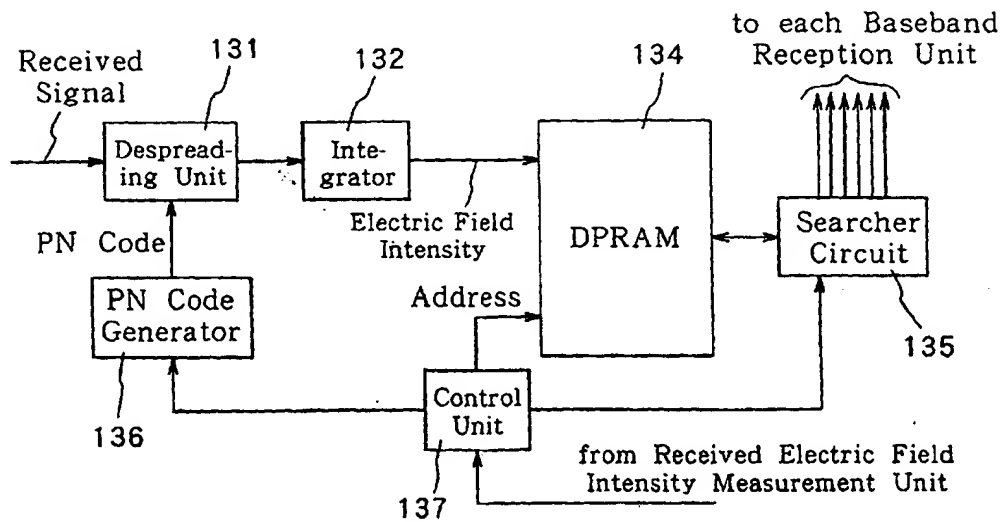 to each Baseband
Reception Unit
131
132
134
Received
Signal
Despread-
ing Unit
Inte-
grator
Electric Field
Intensity
DPRAM
Searcher
Circuit
135
PN Code
PN Code
Generator
136
Address
Control
Unit
137
from Received Electric Field
Intensity Measurement Unit